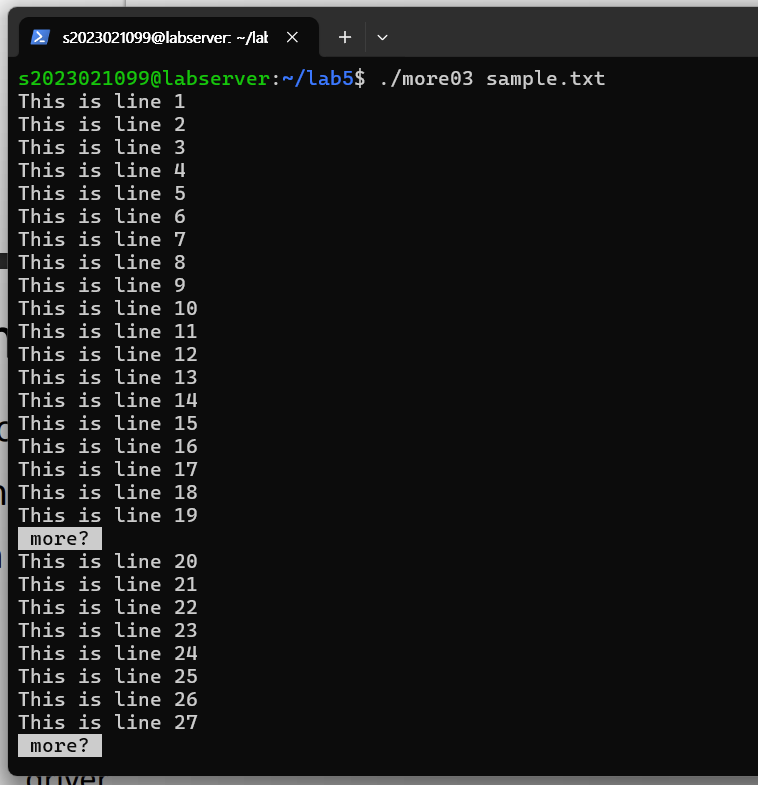 s2023021099@labserver: ~/lab
s2023021099@labserver:~/lab5$ ./more03 sample.txt
This is line 1
This is line 2
This is line 3
This is line 4
This is line 5
This is line 6
This is line 7
This is line 8
This is line 9
This is line 10
This is line 11
This is line 12
This is line 13
This is line 14
This is line 15
This is line 16
This is line 17
This is line 18
This is line 19
more?
This is line 20
This is line 21
This is line 22
This is line 23
This is line 24
This is line 25
This is line 26
This is line 27
more?
driver